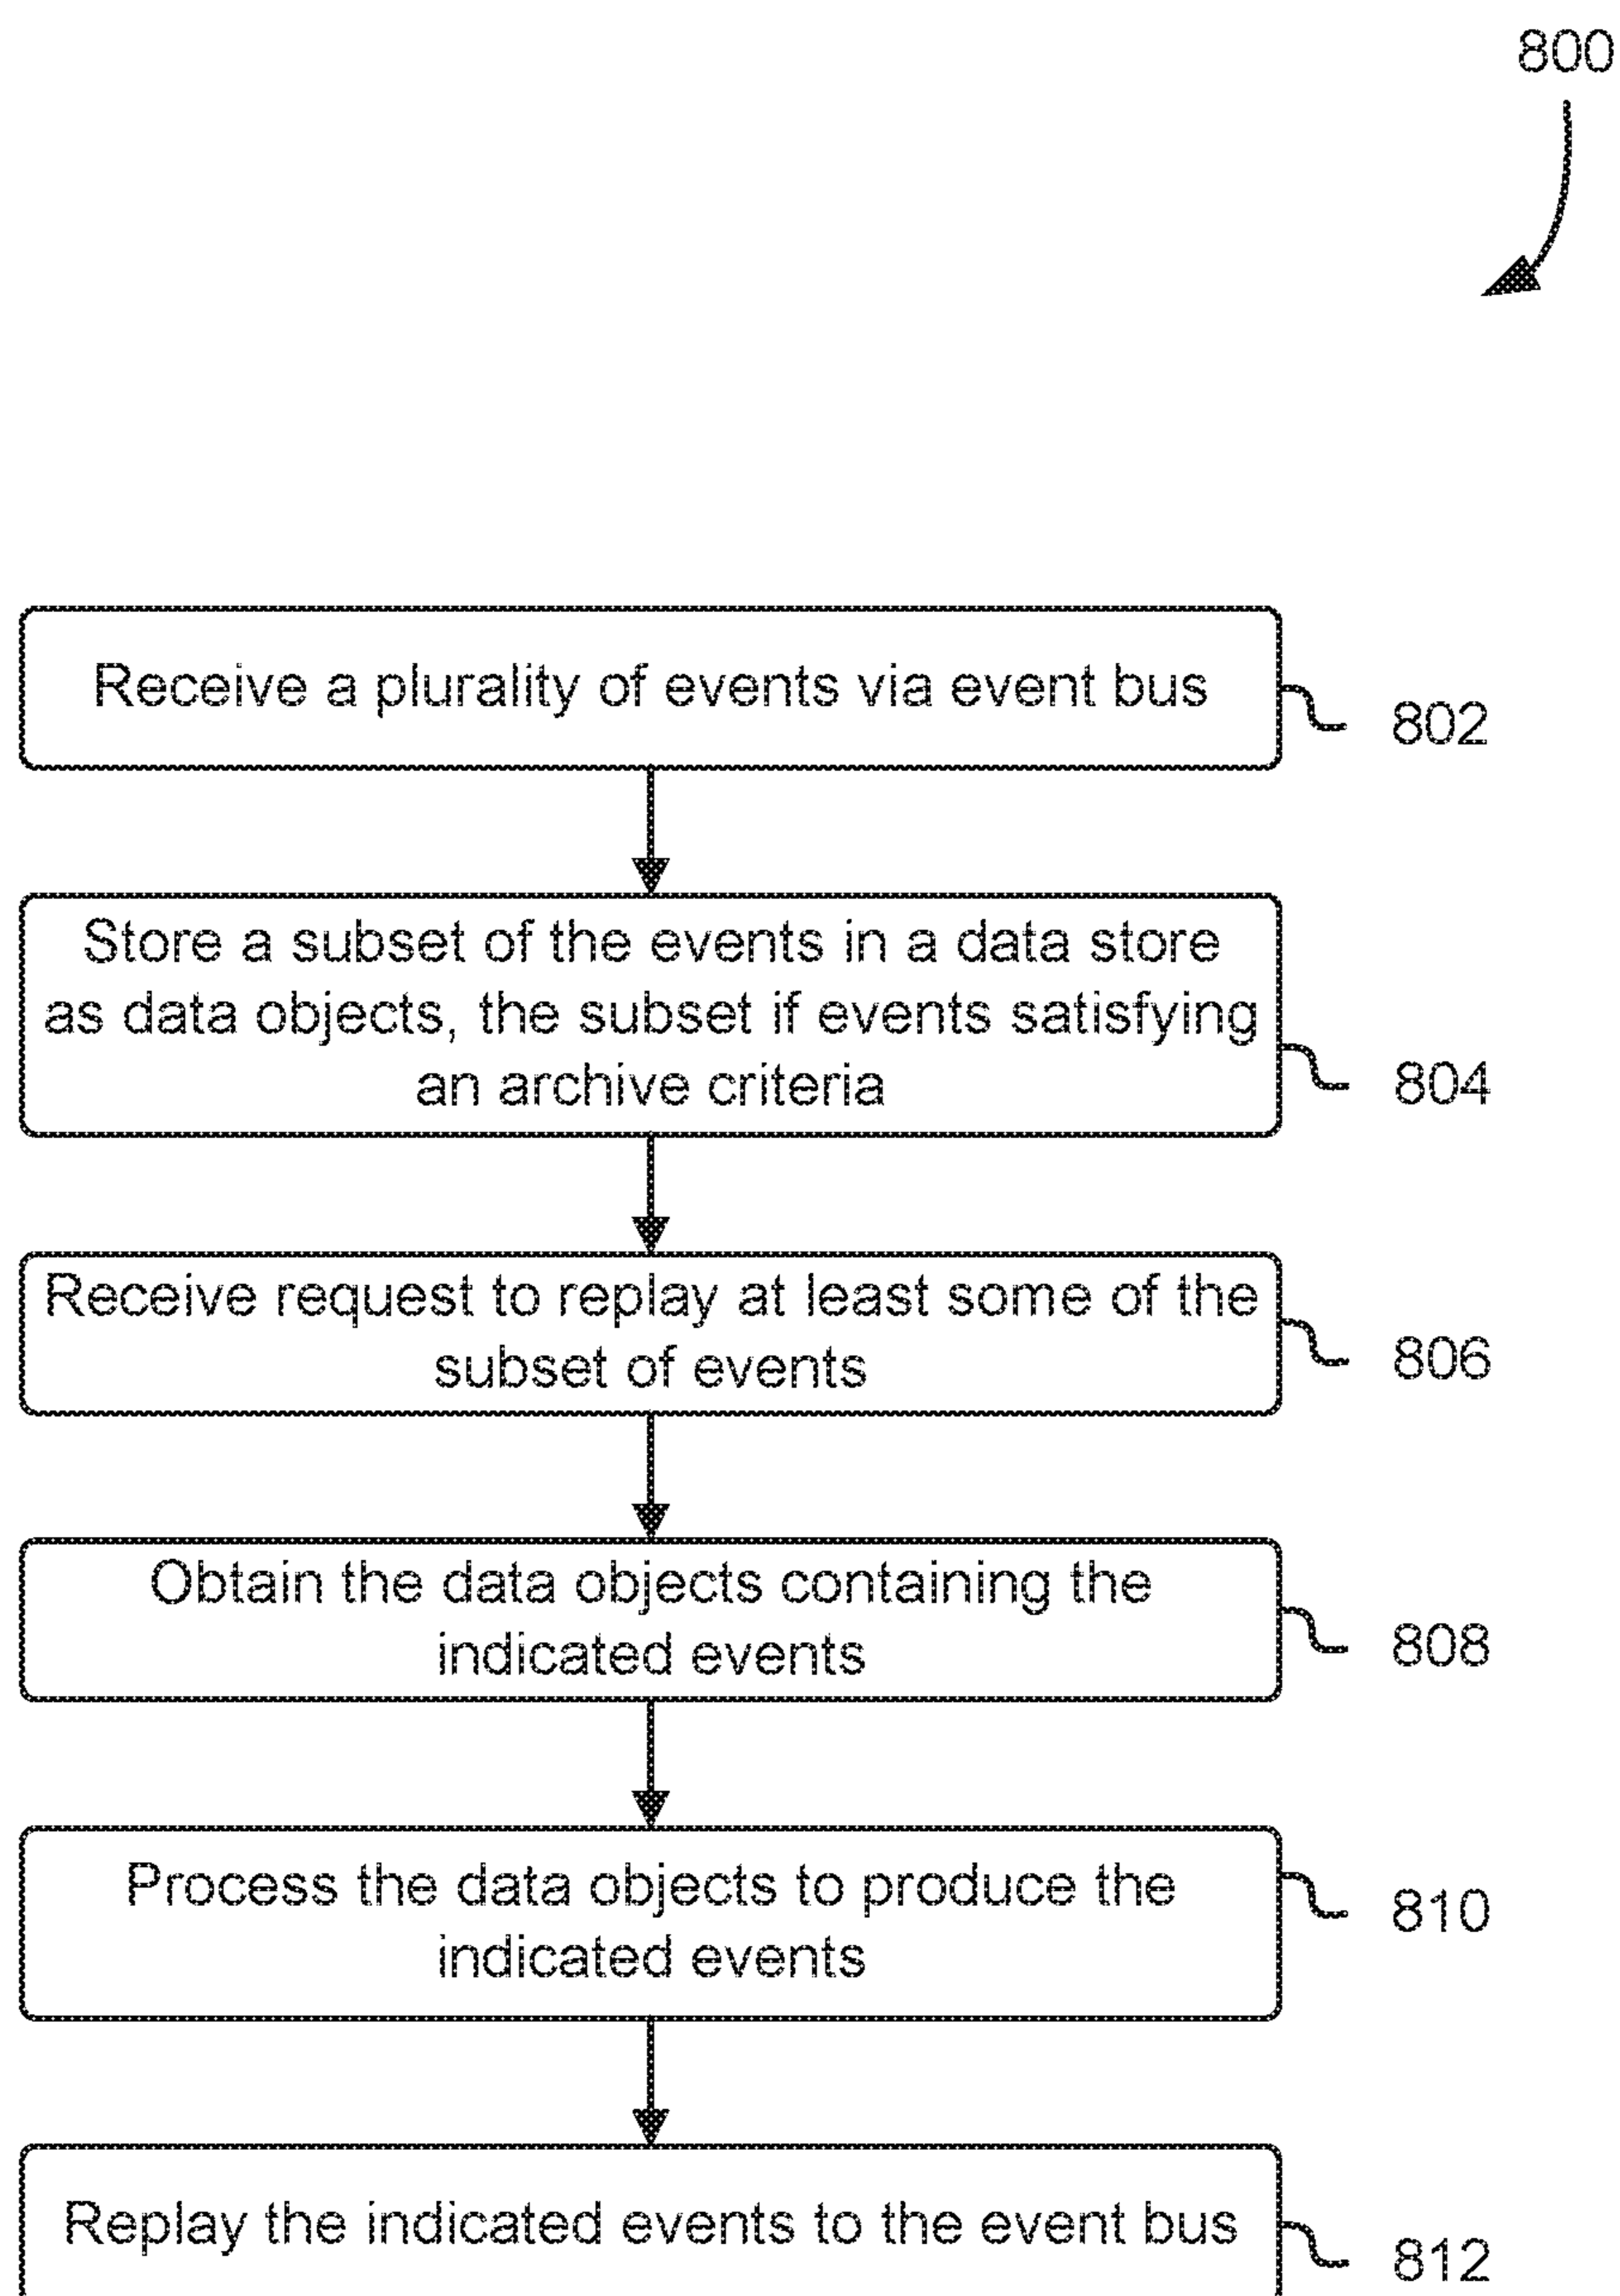 800
Receive a plurality of events via event bus
802
Store a subset of the events in a data store
as data objects, the subset if events satisfying
an archive criteria
804
Receive request to replay at least some of the
subset of events
806
Obtain the data objects containing the
indicated events
808
Process the data objects to produce the
indicated events
810
Replay the indicated events to the event bus
812